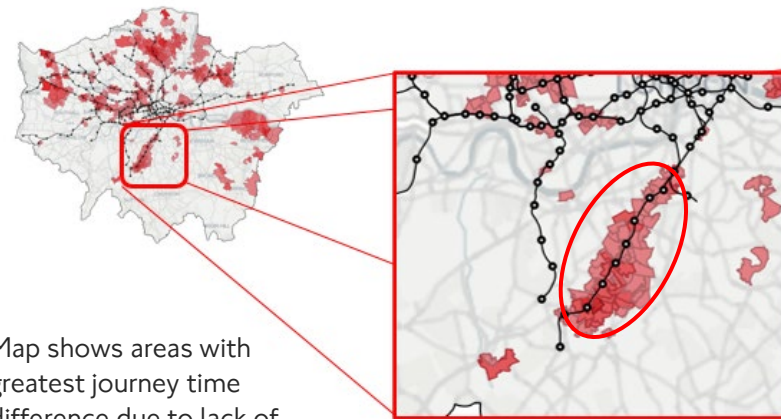 Map shows areas with
greatest journey time
difference due to lack of